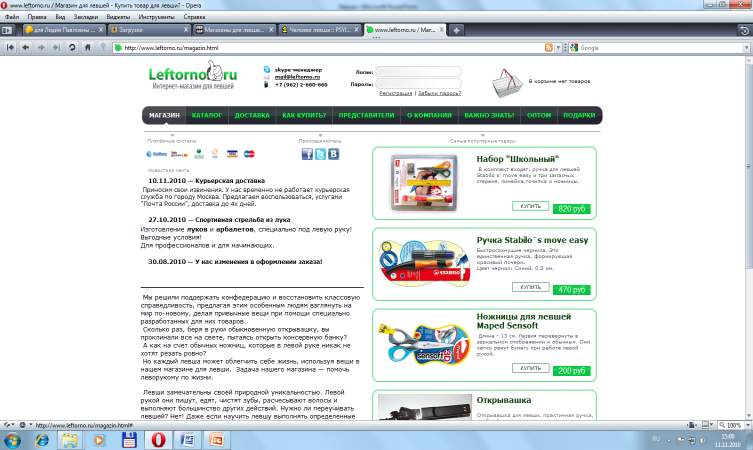 www.leftorno.ru / Магазин для левшей - Купить товар для левши? - Opera
Файл Правка Вид Закладки Виджеты Инструменты Справка
для Лидии Павловны Загрузки Магазины для левше... Человек левша :: PSYl... www.leftorno.ru / Маг...
http://www.leftorno.ru/magazin.html Google
Leftorno.ru
Интернет-магазин для левшей
skype-менеджер
mail@leftorno.ru
+7 (962) 2-660-660
Логин:
Пароль:
Регистрация | Забыли пароль?
В корзине нет товаров
МАГАЗИН КАТАЛОГ ДОСТАВКА КАК КУПИТЬ? ПРЕДСТАВИТЕЛИ О КОМПАНИИ ВАЖНО ЗНАТЬ! ОПТОМ ПОДАРКИ
Платёжные системы Присоединяйтесь Самые популярные товары
Новостная лента
10.11.2010 — Курьерская доставка
Приносим свои извинения. У нас временно не работает курьерская
служба по городу Москва. Предлагаем воспользоваться, услугами
"Почта России", доставка до 4х дней.
27.10.2010 — Спортивная стрельба из лука
Изготовление луков и арбалетов, специально под левую руку!
Выгодные условия!
Для профессионалов и для начинающих.
30.08.2010 — У нас изменения в оформлении заказа!
Мы решили поддержать конфедерацию и восстановить классовую
справедливость, предлагая этим особенным людям взглянуть на
мир по-новому, делая привычные вещи при помощи специально
разработанных для них товаров.
Сколько раз, беря в руки обыкновенную открывашку, вы
проклинали все на свете, пытаясь открыть консервную банку?
А как на счет обычных ножниц, которые в левой руке никак не
хотят резать ровно?
Но каждый левша может облегчить себе жизнь, используя вещи в
нашем магазине для левши. Задача нашего магазина — помочь
леворукому по жизни.
Левши замечательны своей природной уникальностью. Левой
рукой они пишут, едят, чистят зубы, расчесывают волосы и
выполняют большинство других действий. Нужно ли переучивать
левшей? Нет! Даже если научить левшу выполнять определенные
Набор "Школьный"
В комплект входят: ручка для левшей
Stabilo s`move easy и три запасных
стержня, линейка,точилка и ножницы.
КУПИТЬ 820 руб
Ручка Stabilo`s move easy
Быстросохнущие чернила. Это
единственная ручка, формирующая
красивый почерк.
Цвет чернил: Синий, 0.5 мм.
КУПИТЬ 470 руб
Ножницы для левшей
Maped Sensoft
Длина - 13 см. Лезвия перевернуты в
зеркальном отображении к обычным. Они
легко режут бумагу при работе левой
рукой.
КУПИТЬ 200 руб
Открывашка
Открывашка для левши, практичная ручка,
http://www.leftorno.ru/magazin.html# 100%
RU 15:00
11.11.2010